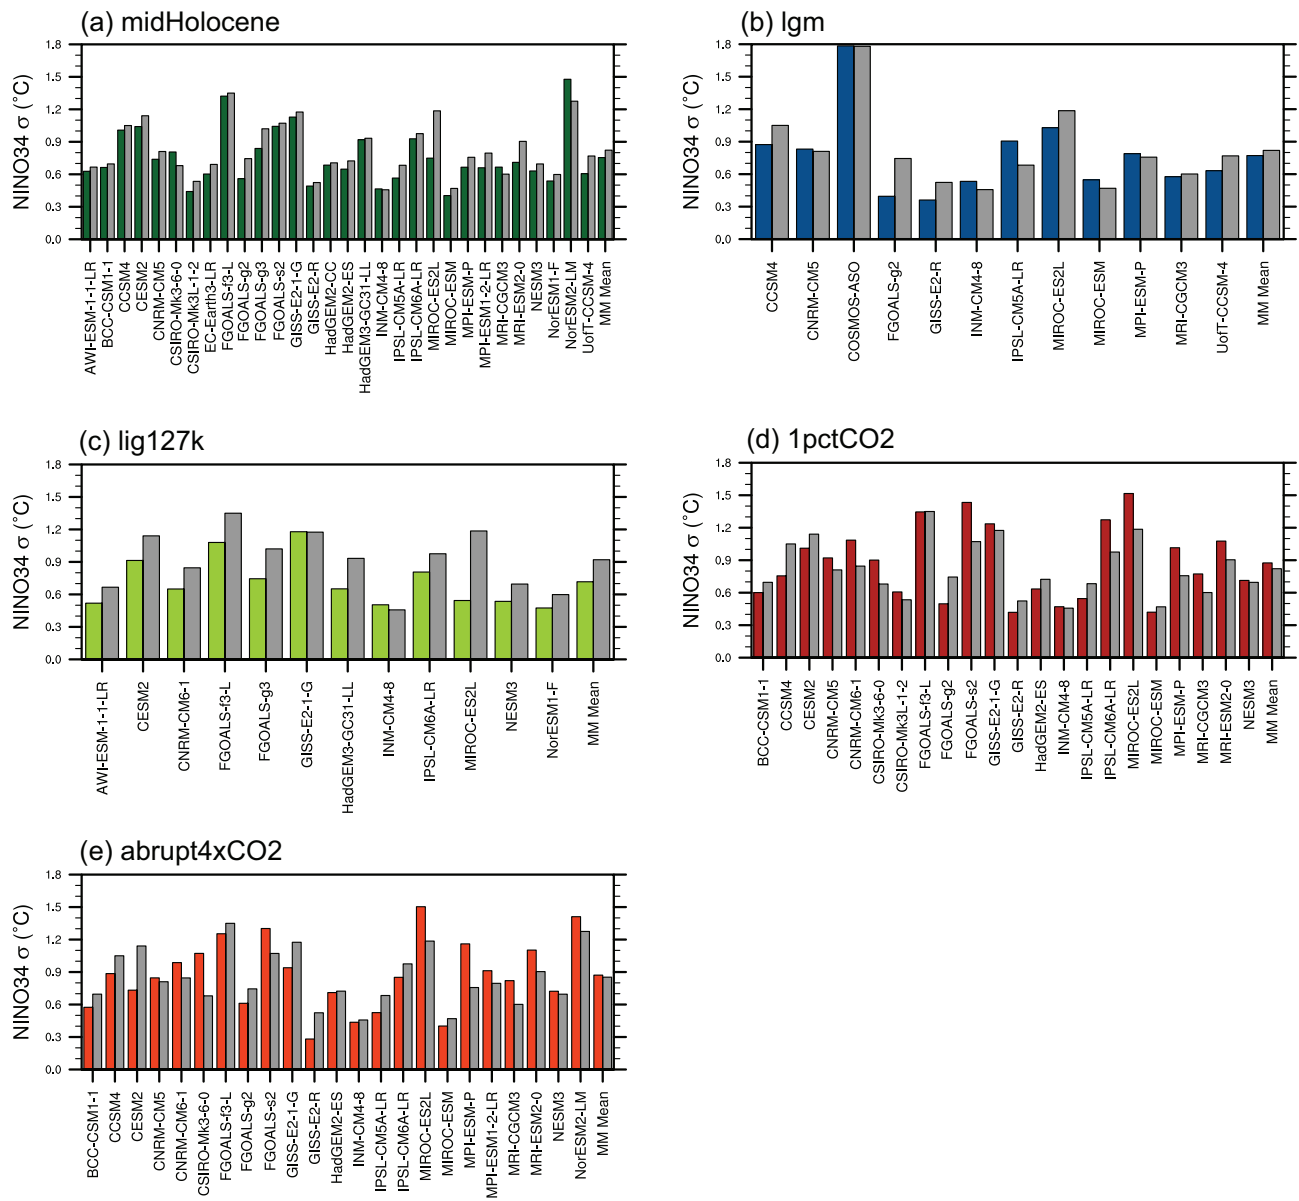 (a) midHolocene
NINO34 σ (˚C)
1.8
1.5
1.2
0.9
0.6
0.3
0.0
AWI-ESM-1-1-LR
BCC-CSM1-1
CCSM4
CESM2
CNRM-CM5
CSIRO-Mk3-6-0
CSIRO-Mk3L-1-2
EC-Earth3-LR
FGOALS-f3-L
FGOALS-g2
FGOALS-g3
FGOALS-s2
GISS-E2-1-G
GISS-E2-R
HadGEM2-CC
HadGEM2-ES
HadGEM3-GC31-LL
INM-CM4-8
IPSL-CM5A-LR
IPSL-CM6A-LR
MIROC-ES2L
MIROC-ESM
MPI-ESM-P
MPI-ESM1-2-LR
MRI-CGCM3
MRI-ESM2-0
NESM3
NorESM1-F
NorESM2-LM
UofT-CCSM-4
MM Mean
(b) lgm
NINO34 σ (˚C)
1.8
1.5
1.2
0.9
0.6
0.3
0.0
CCSM4
CNRM-CM5
COSMOS-ASO
FGOALS-g2
GISS-E2-R
INM-CM4-8
IPSL-CM5A-LR
MIROC-ES2L
MIROC-ESM
MPI-ESM-P
MRI-CGCM3
UofT-CCSM-4
MM Mean
(c) lig127k
NINO34 σ (˚C)
1.8
1.5
1.2
0.9
0.6
0.3
0.0
AWI-ESM-1-1-LR
CESM2
CNRM-CM6-1
FGOALS-f3-L
FGOALS-g3
GISS-E2-1-G
HadGEM3-GC31-LL
INM-CM4-8
IPSL-CM6A-LR
MIROC-ES2L
NESM3
NorESM1-F
MM Mean
(d) 1pctCO2
NINO34 σ (˚C)
1.8
1.5
1.2
0.9
0.6
0.3
0.0
BCC-CSM1-1
CCSM4
CESM2
CNRM-CM5
CNRM-CM6-1
CSIRO-Mk3-6-0
CSIRO-Mk3L-1-2
FGOALS-f3-L
FGOALS-g2
FGOALS-s2
GISS-E2-1-G
GISS-E2-R
HadGEM2-ES
INM-CM4-8
IPSL-CM5A-LR
IPSL-CM6A-LR
MIROC-ES2L
MIROC-ESM
MPI-ESM-P
MRI-CGCM3
MRI-ESM2-0
NESM3
MM Mean
(e) abrupt4xCO2
NINO34 σ (˚C)
1.8
1.5
1.2
0.9
0.6
0.3
0.0
BCC-CSM1-1
CCSM4
CESM2
CNRM-CM5
CNRM-CM6-1
CSIRO-Mk3-6-0
FGOALS-f3-L
FGOALS-g2
FGOALS-s2
GISS-E2-1-G
GISS-E2-R
HadGEM2-ES
INM-CM4-8
IPSL-CM5A-LR
IPSL-CM6A-LR
MIROC-ES2L
MIROC-ESM
MPI-ESM-P
MPI-ESM1-2-LR
MRI-CGCM3
MRI-ESM2-0
NESM3
NorESM2-LM
MM Mean